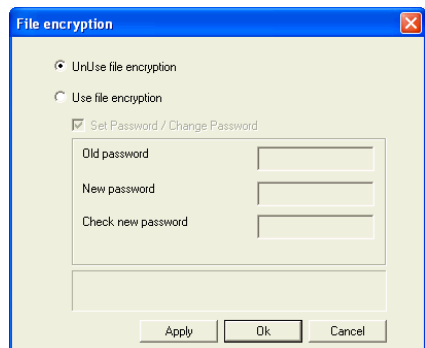 File encryption
UnUse file encryption
Use file encryption
Set Password / Change Password
Old password
New password
Check new password
Apply Ok Cancel